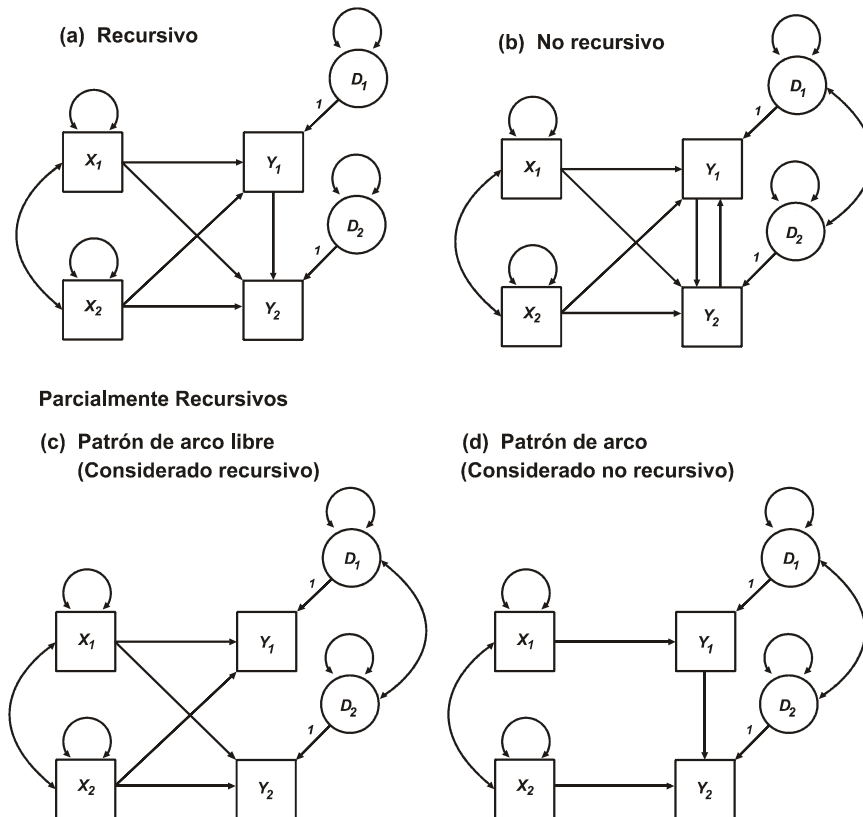 (a) Recursivo
D1
1
X1
Y1
D2
1
X2
Y2
(b) No recursivo
D1
1
X1
Y1
D2
1
X2
Y2
Parcialmente Recursivos
(c) Patrón de arco libre
(Considerado recursivo)
D1
1
X1
Y1
D2
1
X2
Y2
(d) Patrón de arco
(Considerado no recursivo)
D1
1
X1
Y1
D2
1
X2
Y2